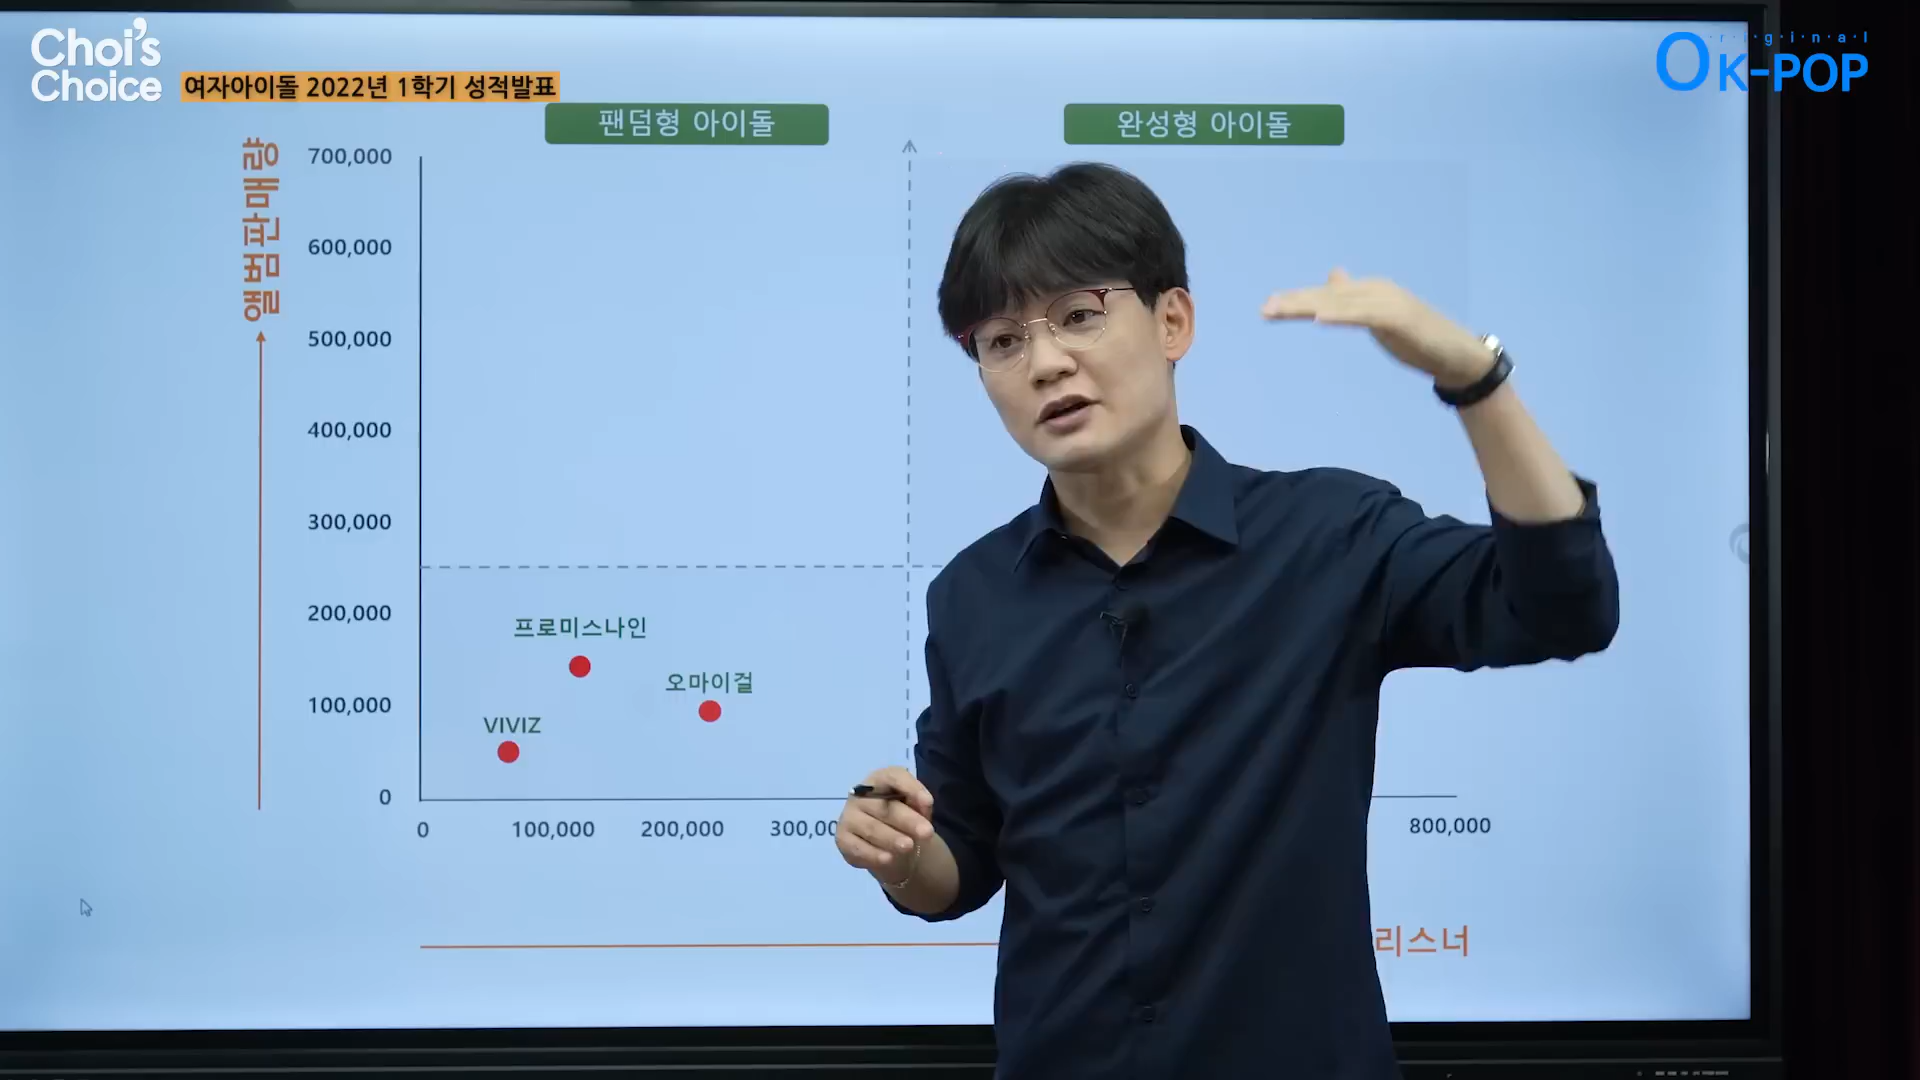 Choi's
Choice
Original
OK-POP
여자아이돌 2022년 1학기 성적발표
팬덤형 아이돌
완성형 아이돌
앨범판매량
700,000
600,000
500,000
400,000
300,000
200,000
100,000
0
프로미스나인
오마이걸
VIVIZ
0
100,000
200,000
800,000
리스너